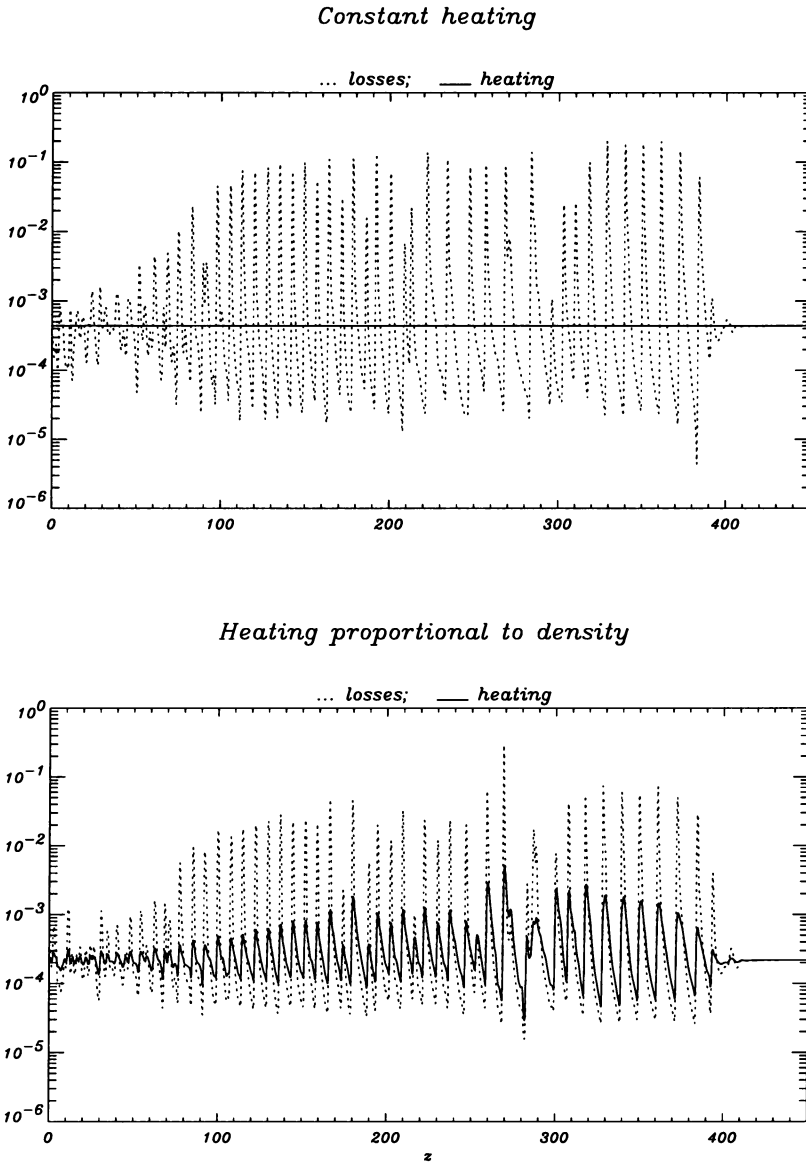 Constant heating
... losses; ___ heating
10^0
10^-1
10^-2
10^-3
10^-4
10^-5
10^-6
0 100 200 300 400
Heating proportional to density
... losses; ___ heating
10^0
10^-1
10^-2
10^-3
10^-4
10^-5
10^-6
0 100 200 300 400
z